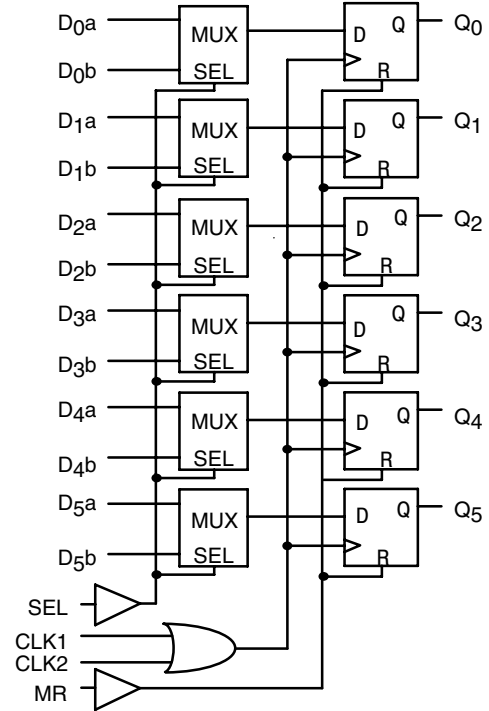 D0a MUX D Q Q0
D0b SEL R
D1a MUX D Q Q1
D1b SEL R
D2a MUX D Q Q2
D2b SEL R
D3a MUX D Q Q3
D3b SEL R
D4a MUX D Q Q4
D4b SEL R
D5a MUX D Q Q5
D5b SEL R
SEL
CLK1
CLK2
MR